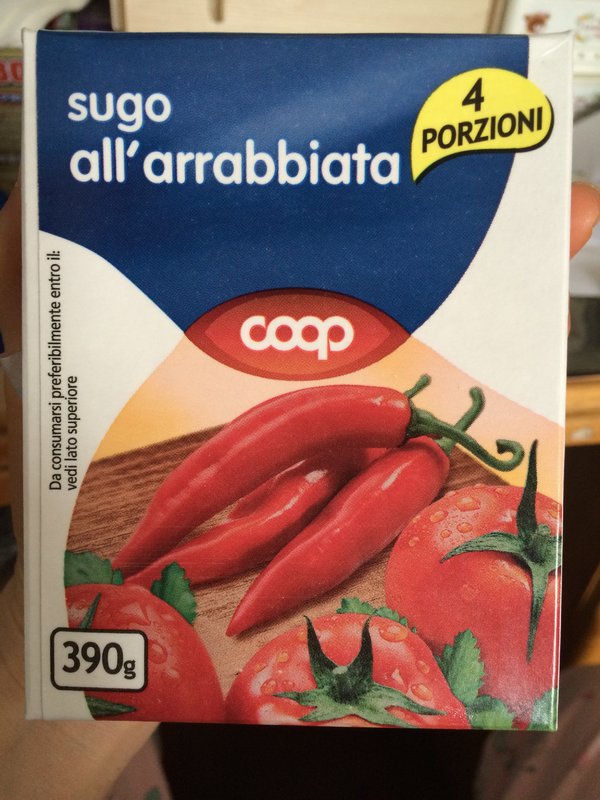 sugo
all'arrabbiata
4
PORZIONI
coop
Da consumarsi preferibilmente entro il:
vedi lato superiore
390g